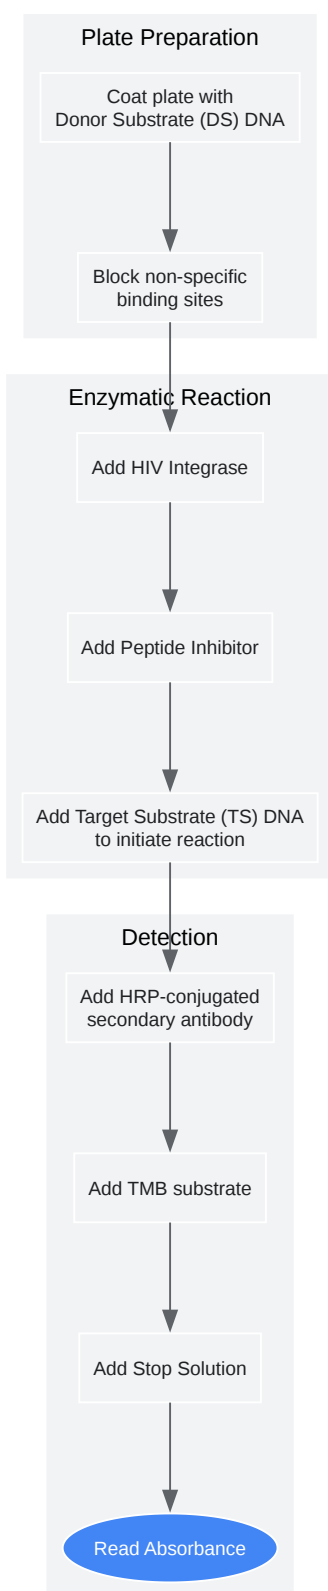 Plate Preparation
Coat plate with
Donor Substrate (DS) DNA
Block non-specific
binding sites
Enzymatic Reaction
Add HIV Integrase
Add Peptide Inhibitor
Add Target Substrate (TS) DNA
to initiate reaction
Detection
Add HRP-conjugated
secondary antibody
Add TMB substrate
Add Stop Solution
Read Absorbance